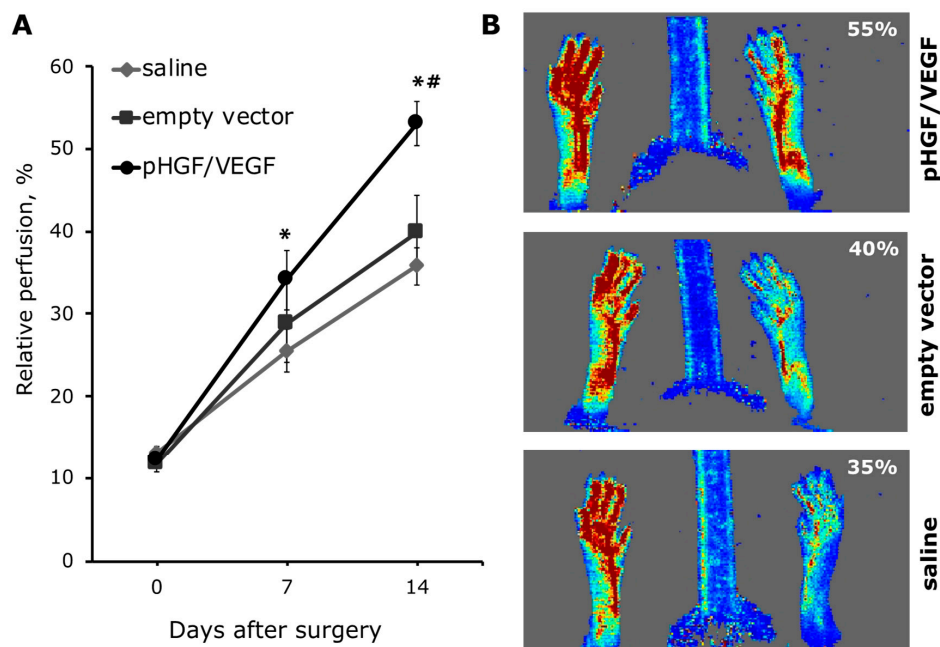 A
60
50
40
30
20
10
0
Relative perfusion, %
saline
empty vector
pHGF/VEGF
*
*#
0 7 14
Days after surgery
B
55%
pHGF/VEGF
40%
empty vector
35%
saline